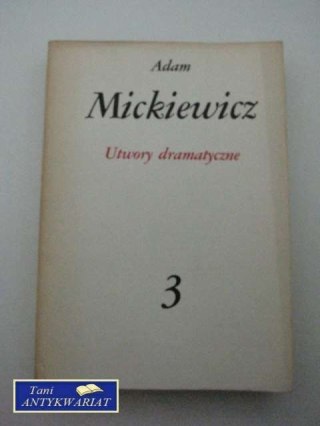 Adam
Mickiewicz
Utwory dramatyczne
3
Tani
ANTYKWARIAT